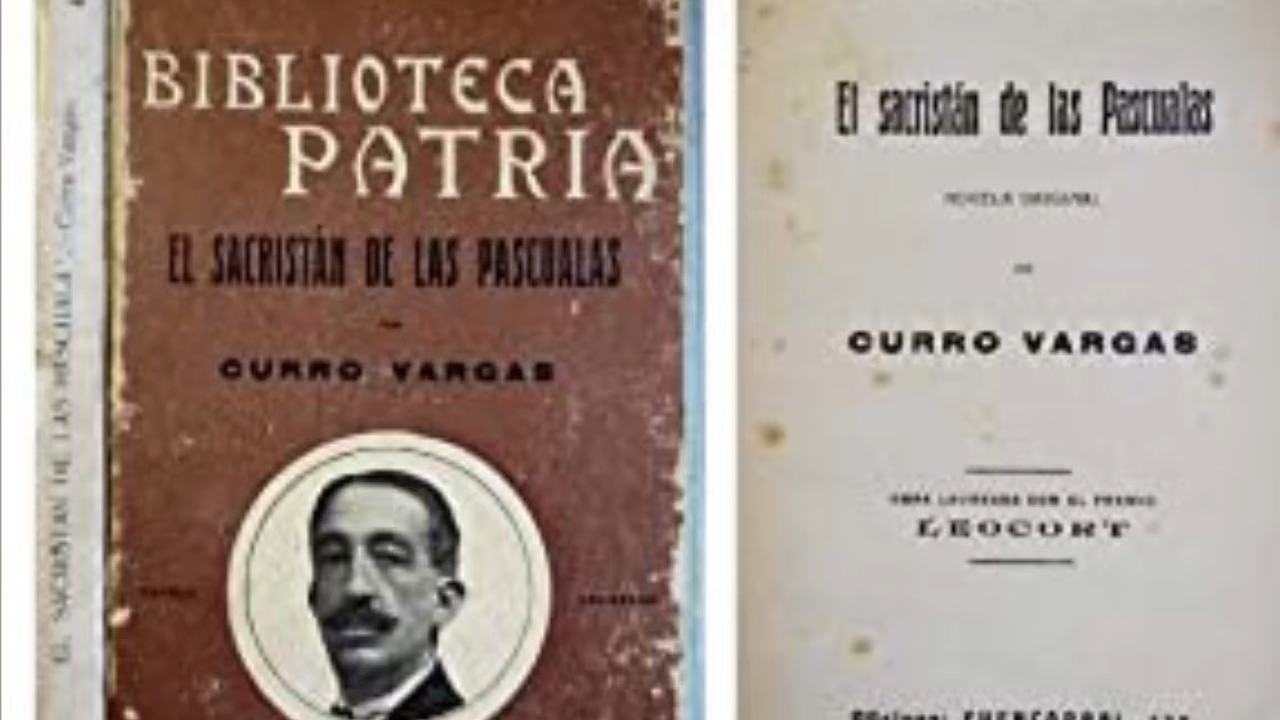 BIBLIOTECA
PATRIA
EL SACRISTÁN DE LAS PASCUALAS
CURRO VARGAS
El sacristán de las Pascualas
NOVELA ORIGINAL
DE
CURRO VARGAS
OBRA LAUREADA CON EL PREMIO
LEOCORT